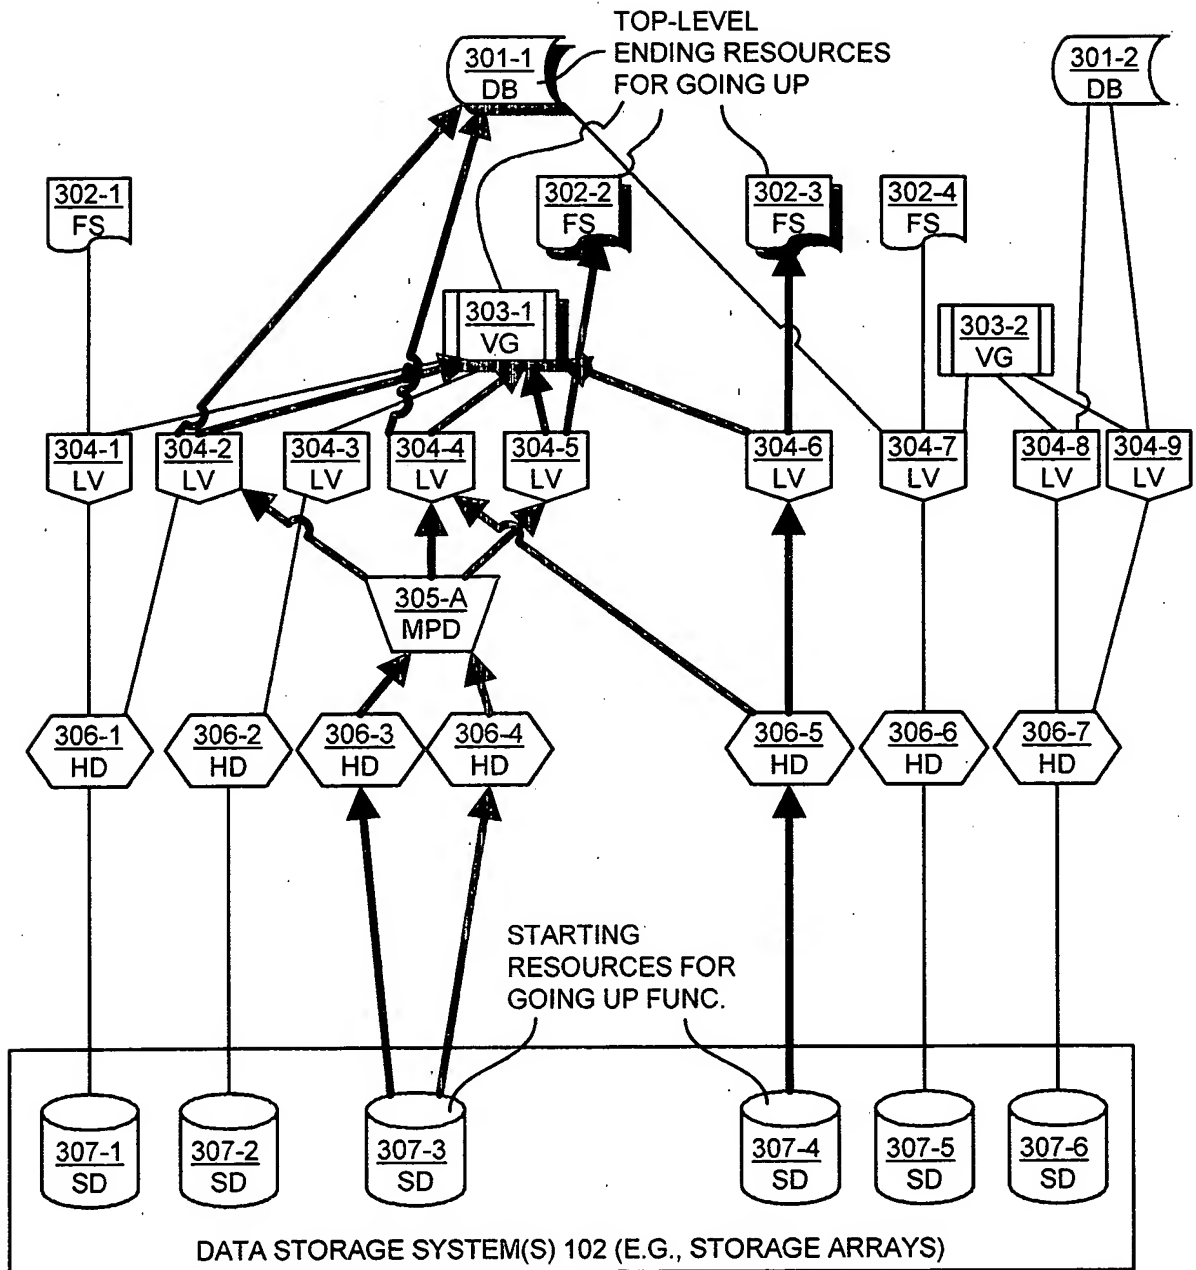 TOP-LEVEL
ENDING RESOURCES
FOR GOING UP
301-1
DB
301-2
DB
302-1
FS
302-2
FS
302-3
FS
302-4
FS
303-1
VG
303-2
VG
304-1
LV
304-2
LV
304-3
LV
304-4
LV
304-5
LV
304-6
LV
304-7
LV
304-8
LV
304-9
LV
305-A
MPD
306-1
HD
306-2
HD
306-3
HD
306-4
HD
306-5
HD
306-6
HD
306-7
HD
STARTING
RESOURCES FOR
GOING UP FUNC.
307-1
SD
307-2
SD
307-3
SD
307-4
SD
307-5
SD
307-6
SD
DATA STORAGE SYSTEM(S) 102 (E.G., STORAGE ARRAYS)